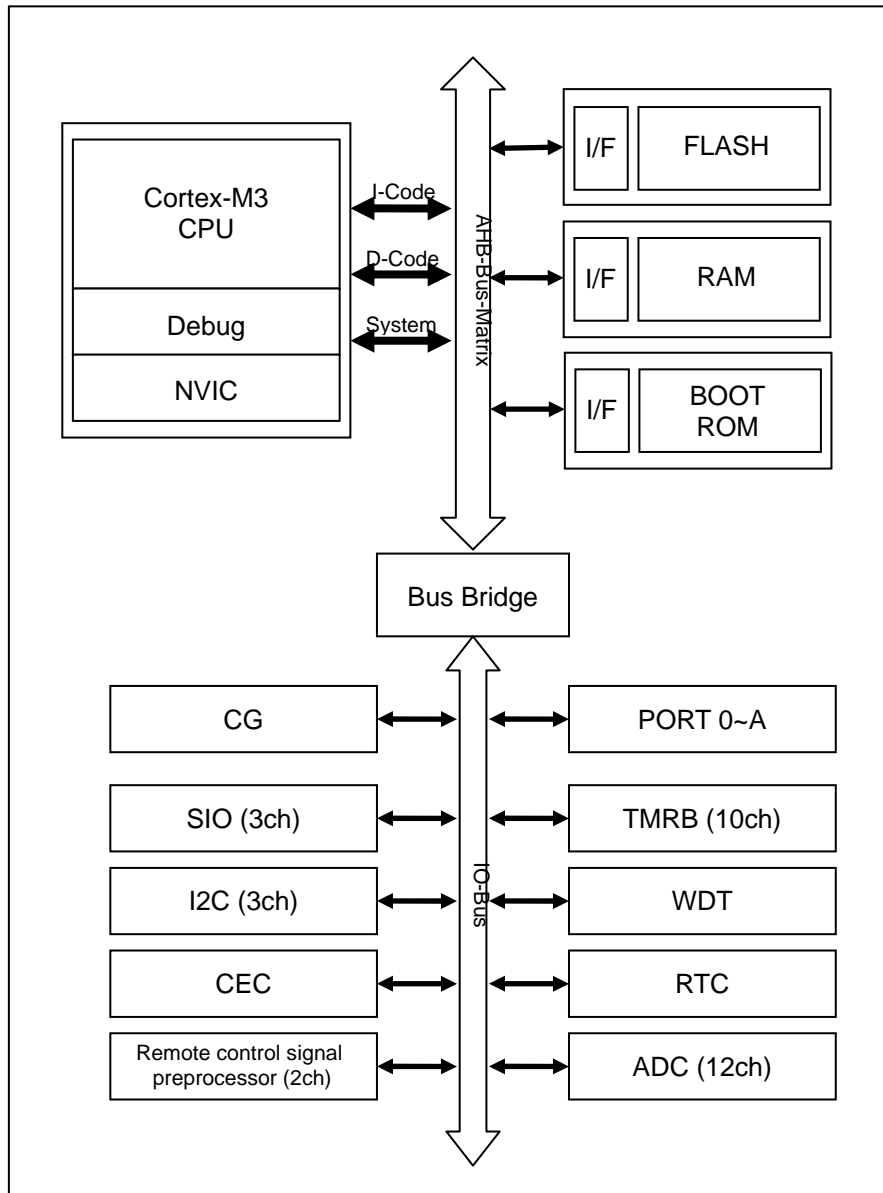 Cortex-M3
CPU
Debug
NVIC
I-Code
D-Code
System
AHB-Bus-Matrix
I/F
FLASH
I/F
RAM
I/F
BOOT
ROM
Bus Bridge
IO-Bus
CG
PORT 0~A
SIO (3ch)
TMRB (10ch)
I2C (3ch)
WDT
CEC
RTC
Remote control signal
preprocessor (2ch)
ADC (12ch)